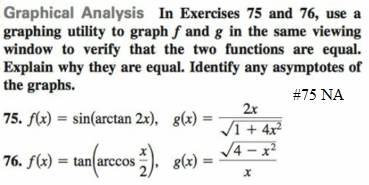 Graphical Analysis In Exercises 75 and 76, use a
graphing utility to graph f and g in the same viewing
window to verify that the two functions are equal.
Explain why they are equal. Identify any asymptotes of
the graphs.
#75 NA
75. f(x) = sin(arctan 2x), g(x) = 2x/√(1 + 4x²)
76. f(x) = tan(arccos x/2), g(x) = √(4 − x²)/x